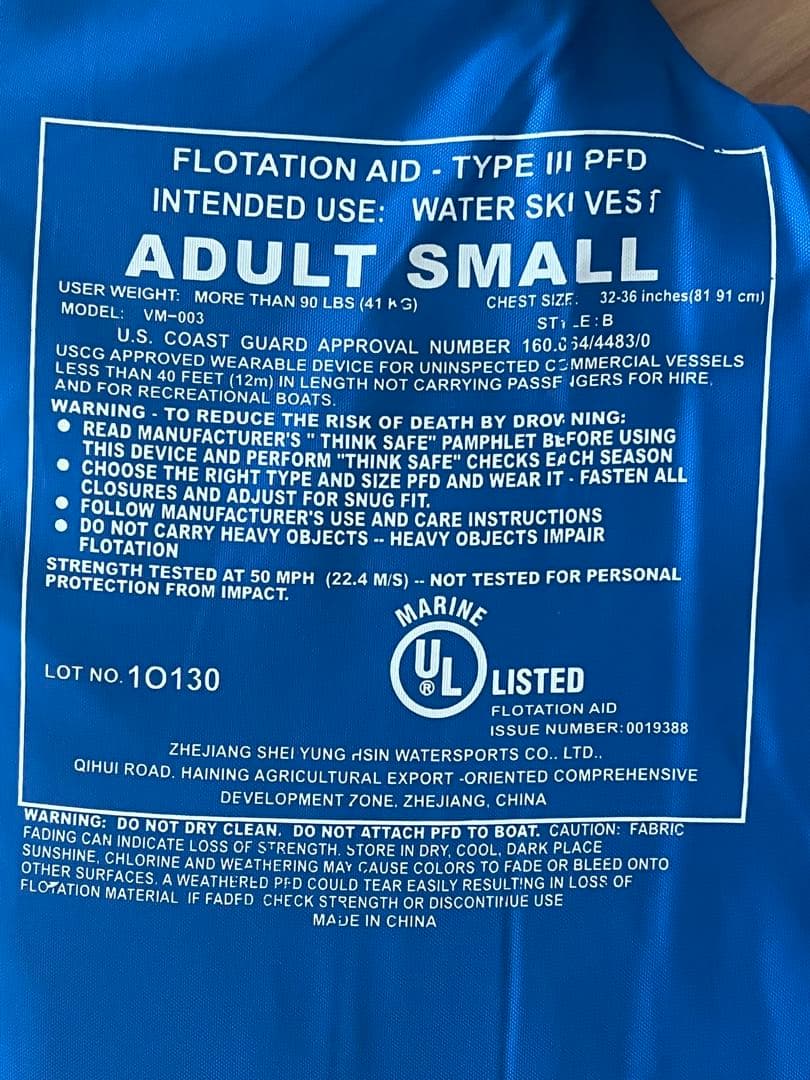 FLOTATION AID - TYPE III PFD
INTENDED USE: WATER SKI VEST
ADULT SMALL
USER WEIGHT: MORE THAN 90 LBS (41 KG) CHEST SIZE: 32-36 inches(81 91 cm)
MODEL: VM-003 STYLE: B
U.S. COAST GUARD APPROVAL NUMBER 160.064/4483/0
USCG APPROVED WEARABLE DEVICE FOR UNINSPECTED COMMERCIAL VESSELS
LESS THAN 40 FEET (12m) IN LENGTH NOT CARRYING PASSENGERS FOR HIRE,
AND FOR RECREATIONAL BOATS.
WARNING - TO REDUCE THE RISK OF DEATH BY DROWNING:
• READ MANUFACTURER'S " THINK SAFE" PAMPHLET BEFORE USING
THIS DEVICE AND PERFORM "THINK SAFE" CHECKS EACH SEASON
• CHOOSE THE RIGHT TYPE AND SIZE PFD AND WEAR IT - FASTEN ALL
CLOSURES AND ADJUST FOR SNUG FIT.
• FOLLOW MANUFACTURER'S USE AND CARE INSTRUCTIONS
• DO NOT CARRY HEAVY OBJECTS -- HEAVY OBJECTS IMPAIR
FLOTATION
STRENGTH TESTED AT 50 MPH (22.4 M/S) -- NOT TESTED FOR PERSONAL
PROTECTION FROM IMPACT.
MARINE
UL® LISTED
LOT NO. 10130
FLOTATION AID
ISSUE NUMBER: 0019388
ZHEJIANG SHEI YUNG HSIN WATERSPORTS CO.. LTD.,
QIHUI ROAD. HAINING AGRICULTURAL EXPORT -ORIENTED COMPREHENSIVE
DEVELOPMENT ZONE, ZHEJIANG, CHINA
WARNING: DO NOT DRY CLEAN. DO NOT ATTACH PFD TO BOAT. CAUTION: FABRIC
FADING CAN INDICATE LOSS OF STRENGTH. STORE IN DRY, COOL, DARK PLACE
SUNSHINE, CHLORINE AND WEATHERING MAY CAUSE COLORS TO FADE OR BLEED ONTO
OTHER SURFACES. A WEATHERED PFD COULD TEAR EASILY RESULTING IN LOSS OF
FLOTATION MATERIAL IF FADED CHECK STRENGTH OR DISCONTINUE USE
MADE IN CHINA